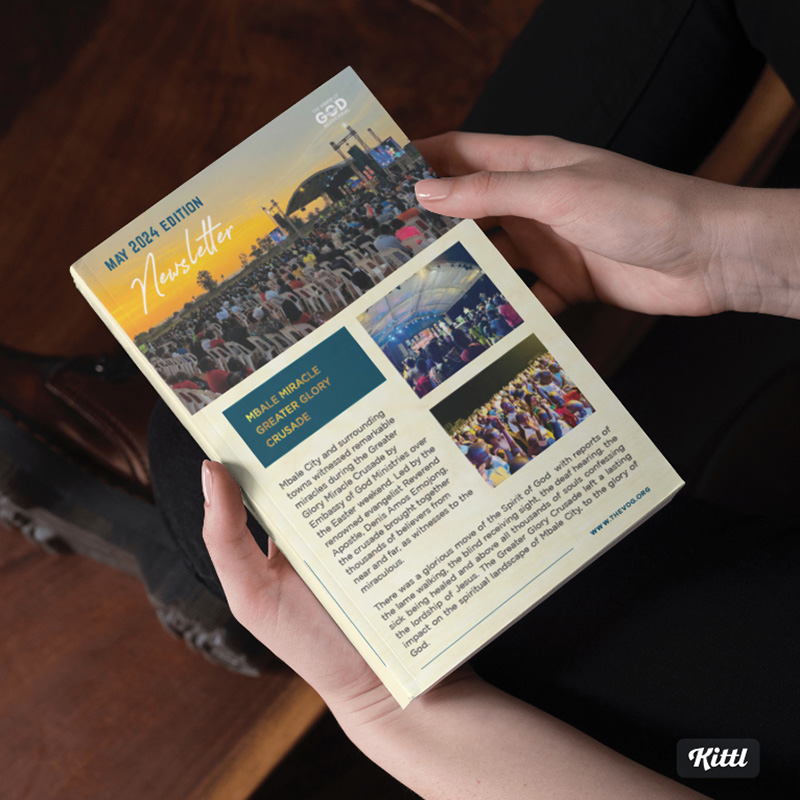 GOD
MAY 2024 EDITION
Newsletter
MBALE MIRACLE
GREATER GLORY
CRUSADE
Mbale City and surrounding
towns witnessed remarkable
miracles during the Greater
Glory Miracle Crusade by
Embassy of God Ministries over
the Easter weekend. Led by the
renowned evangelist Reverend
Apostle, Denis Amos Emojong,
the crusade brought together
thousands of believers from
near and far, as witnesses to the
miraculous.
There was a glorious move of the Spirit of God with reports of
the lame walking, the blind receiving sight, the deaf hearing, the
sick being healed and above all thousands of souls confessing
the lordship of Jesus. The Greater Glory Crusade left a lasting
impact on the spiritual landscape of Mbale City, to the glory of
God.
WWW.THEVOG.ORG
Kittl